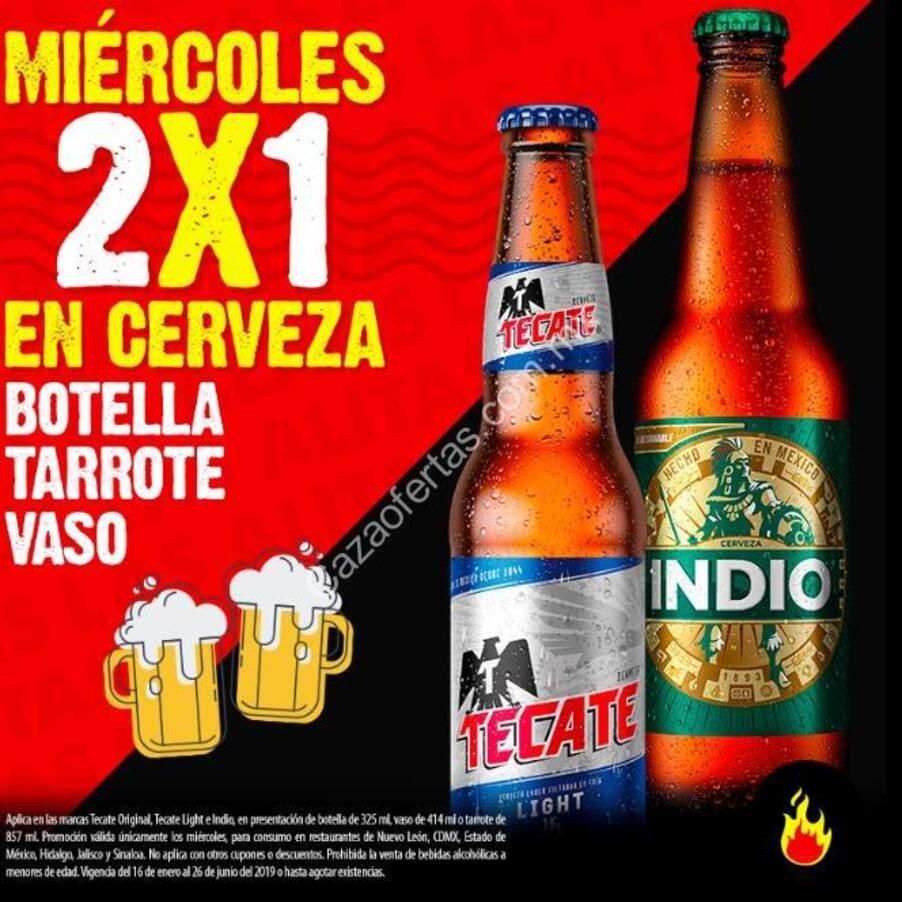 MIÉRCOLES
2X1
EN CERVEZA
BOTELLA
TARROTE
VASO
CERVEZA
TECATE
TECATE
LIGHT
HECHO EN MEXICO
CERVEZA
INDIO
1893
cazaofertas.com.m
Aplica en las marcas Tecate Original, Tecate Light e Indio, en presentación de botella de 325 ml, vaso de 414 ml o tarrote de
857 ml. Promoción válida únicamente los miércoles, para consumo en restaurantes de Nuevo León, CDMX, Estado de
México, Hidalgo, Jalisco y Sinaloa. No aplica con otros cupones o descuentos. Prohibida la venta de bebidas alcohólicas a
menores de edad. Vigencia del 16 de enero al 26 de junio del 2019 o hasta agotar existencias.